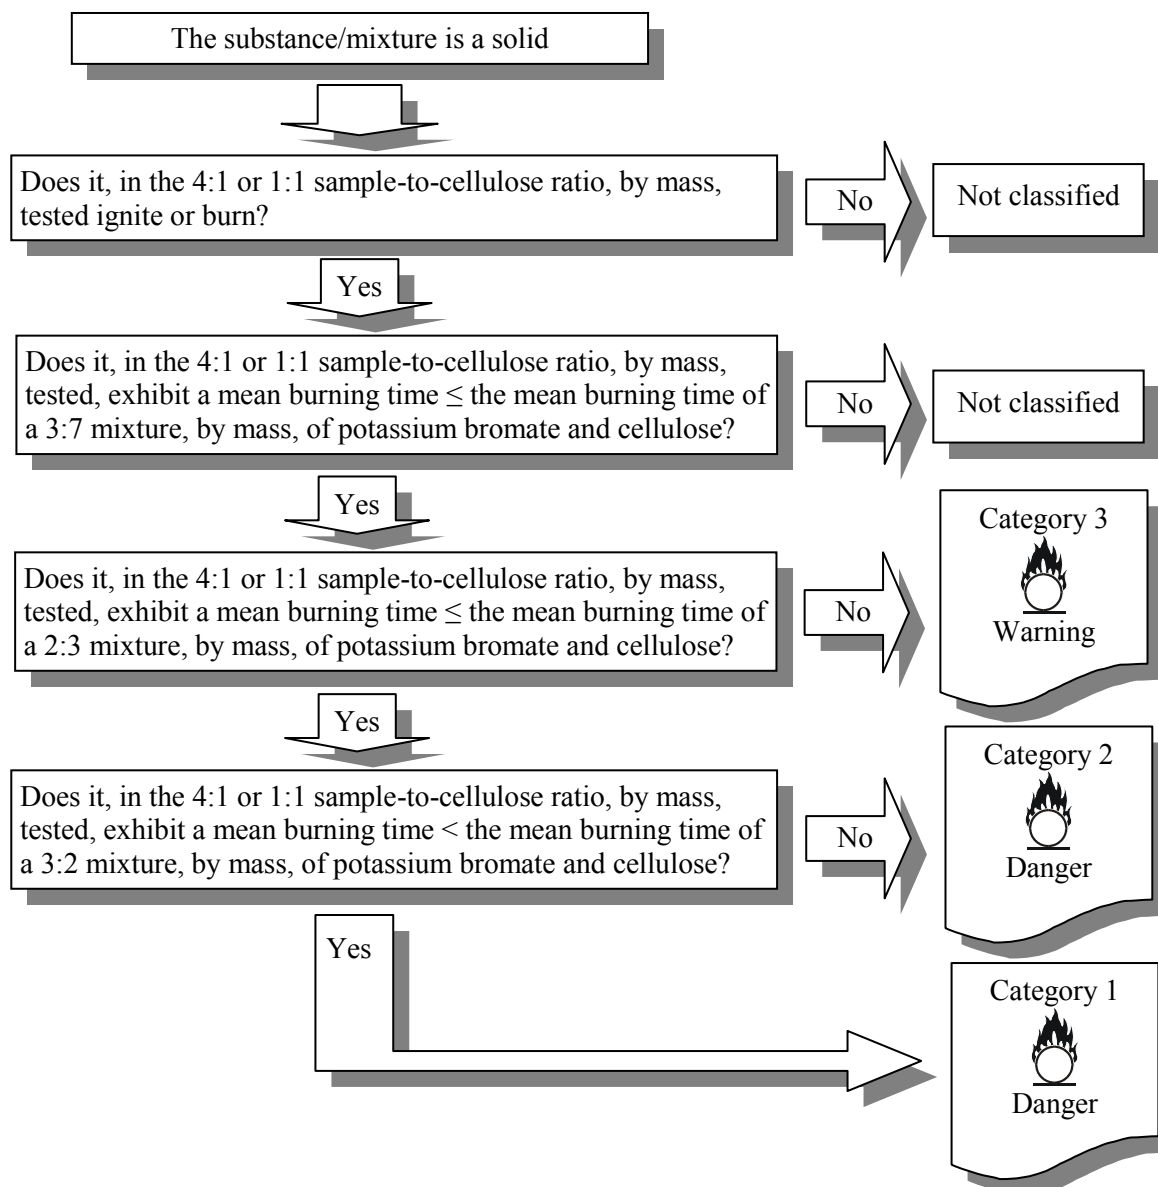 The substance/mixture is a solid
Does it, in the 4:1 or 1:1 sample-to-cellulose ratio, by mass,
tested ignite or burn?
No
Not classified
Yes
Does it, in the 4:1 or 1:1 sample-to-cellulose ratio, by mass,
tested, exhibit a mean burning time ≤ the mean burning time of
a 3:7 mixture, by mass, of potassium bromate and cellulose?
No
Not classified
Yes
Does it, in the 4:1 or 1:1 sample-to-cellulose ratio, by mass,
tested, exhibit a mean burning time ≤ the mean burning time of
a 2:3 mixture, by mass, of potassium bromate and cellulose?
No
Category 3
Warning
Yes
Does it, in the 4:1 or 1:1 sample-to-cellulose ratio, by mass,
tested, exhibit a mean burning time < the mean burning time of
a 3:2 mixture, by mass, of potassium bromate and cellulose?
No
Category 2
Danger
Yes
Category 1
Danger